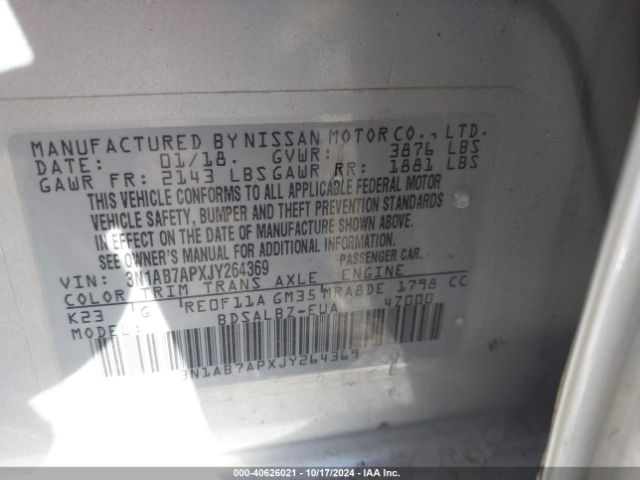 MANUFACTURED BY NISSAN MOTOR CO., LTD.
DATE: 01/18. GVWR: 3876 LBS
GAWR FR: 2143 LBS GAWR RR: 1881 LBS
THIS VEHICLE CONFORMS TO ALL APPLICABLE FEDERAL MOTOR
VEHICLE SAFETY, BUMPER AND THEFT PREVENTION STANDARDS
IN EFFECT ON THE DATE OF MANUFACTURE SHOWN ABOVE.
SEE OWNER'S MANUAL FOR ADDITIONAL INFORMATION.
VIN: 3N1AB7APXJY264369 PASSENGER CAR.
COLOR TRIM TRANS AXLE ENGINE
K23 G RE0F11A GM35 MRA8DE 1798 CC
MODEL: BDSALBZ-EUA 4Z000
3N1AB7APXJY264369
000-40626021 - 10/17/2024 - IAA